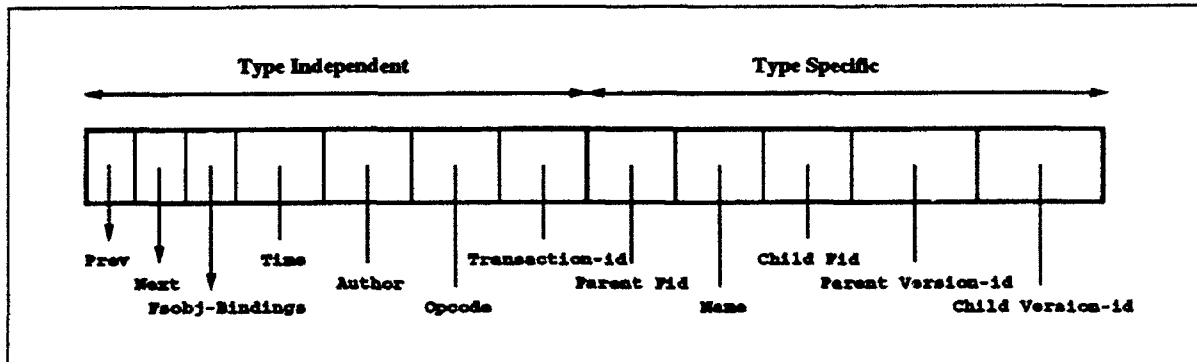 Type Independent Type Specific
Prev Time Transaction-id Child Fid
Next Author Parent Fid Parent Version-id
Fsobj-Bindings Opcode Name Child Version-id